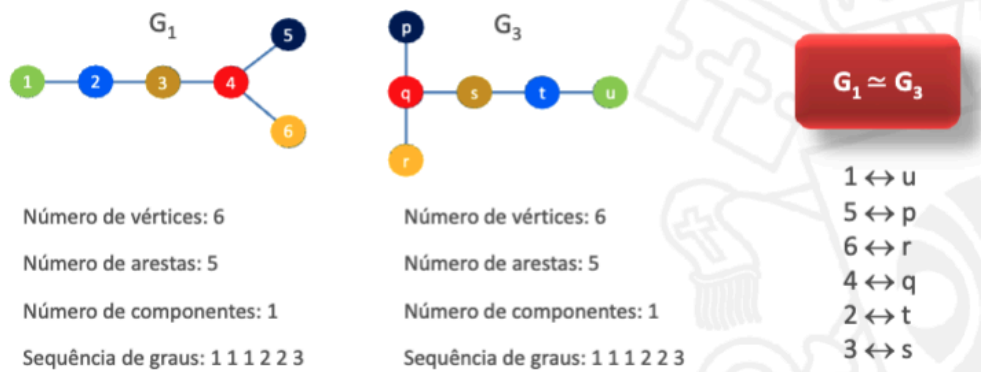 G₁
1 2 3 4 5 6
G₃
p q r s t u
Número de vértices: 6
Número de arestas: 5
Número de componentes: 1
Sequência de graus: 1 1 1 2 2 3
Número de vértices: 6
Número de arestas: 5
Número de componentes: 1
Sequência de graus: 1 1 1 2 2 3
G₁ ≃ G₃
1 ↔ u
5 ↔ p
6 ↔ r
4 ↔ q
2 ↔ t
3 ↔ s